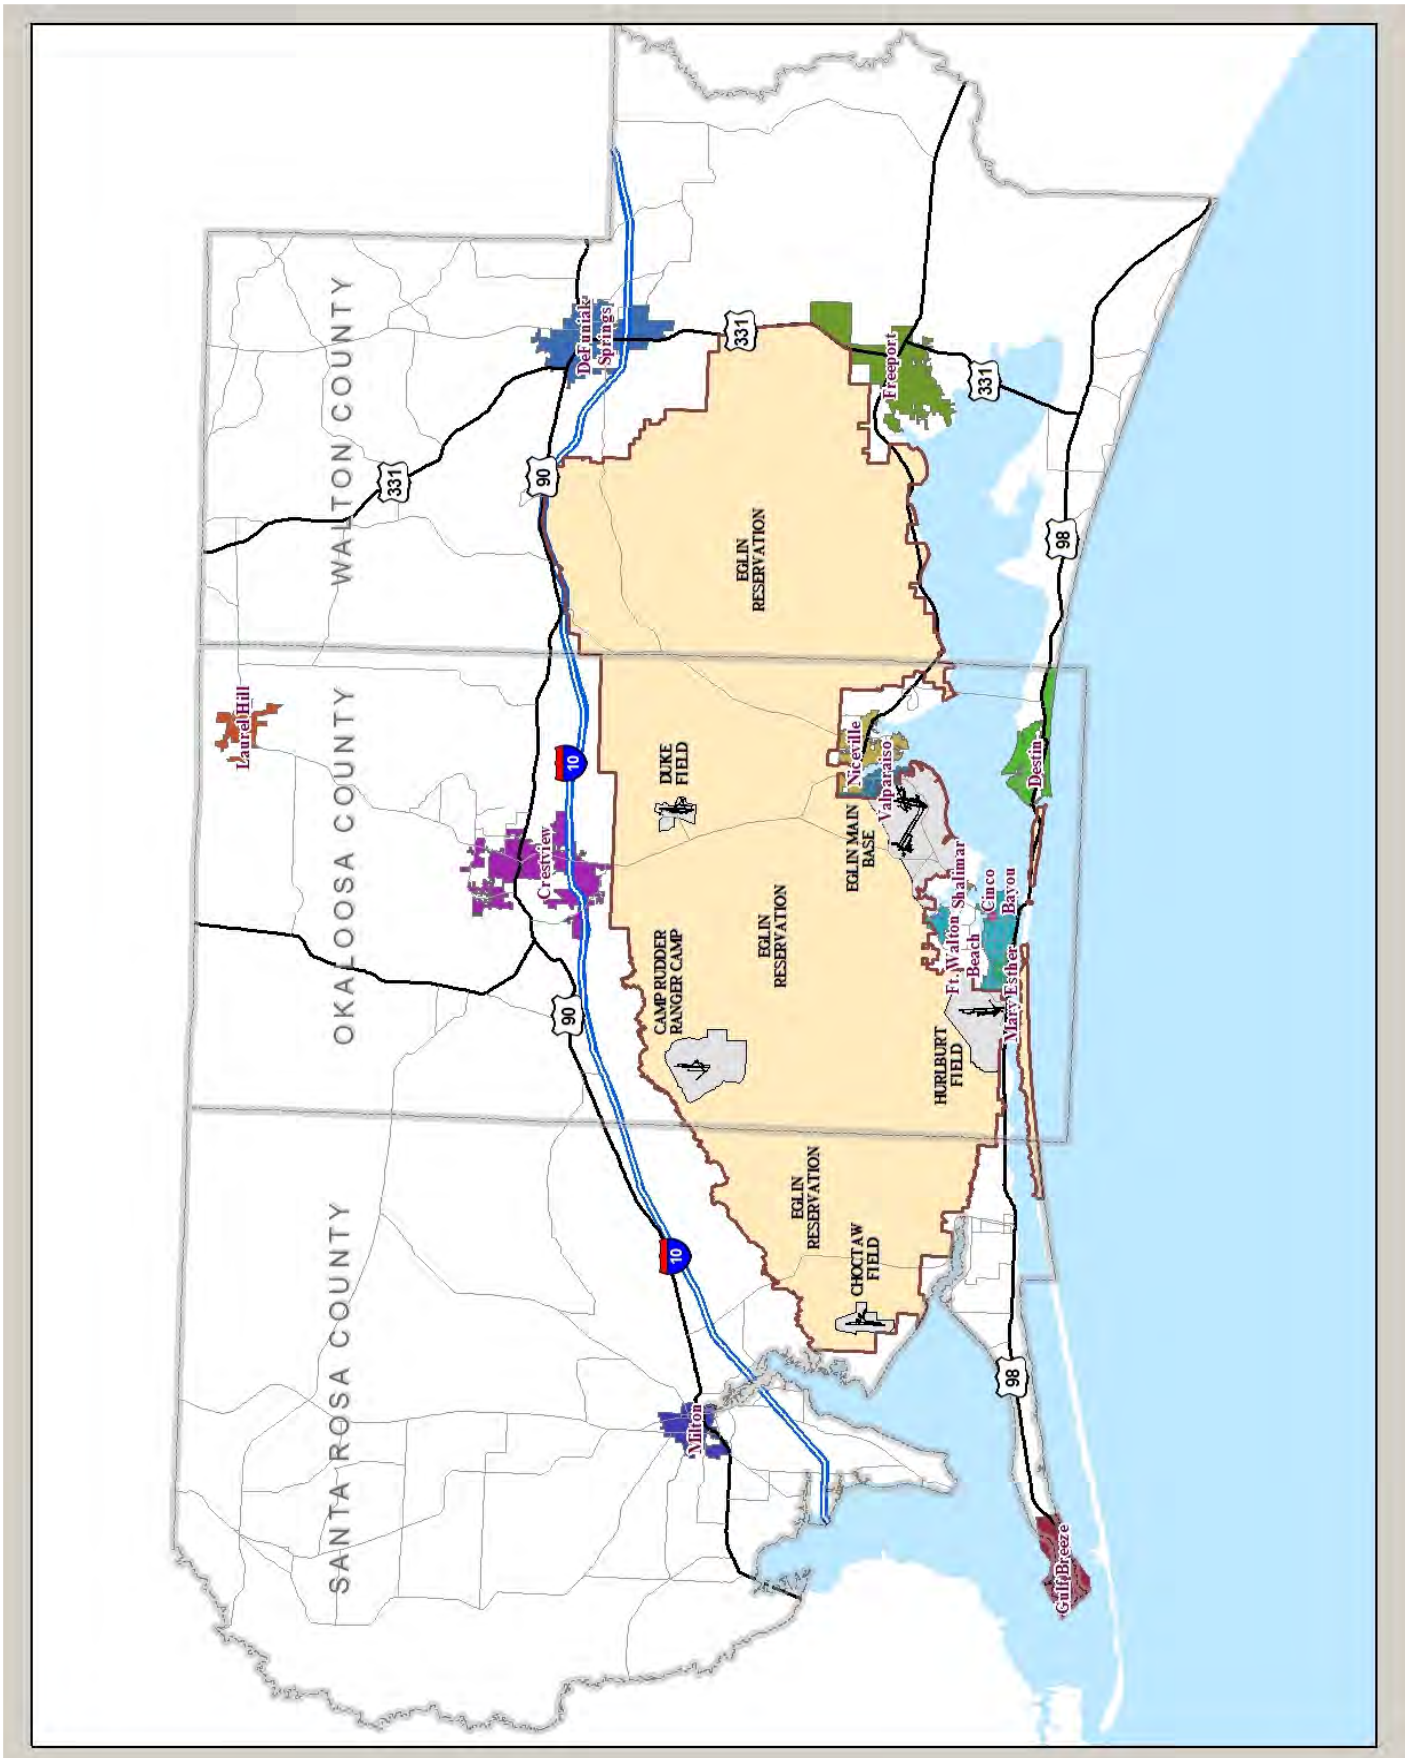 SANTA ROSA COUNTY
OKALOOSA COUNTY
WALTON COUNTY
Laurel Hill
331
90
DeFuniak
Springs
Crestview
10
90
10
Milton
331
DUKE
FIELD
CAMP RUDDER
RANGER CAMP
EGLIN
RESERVATION
EGLIN
RESERVATION
EGLIN
RESERVATION
CHOCTAW
FIELD
EGLIN MAIN
BASE
Niceville
Valparaiso
Freeport
331
HURLBURT
FIELD
Ft. Walton
Beach
Shalimar
Cinco
Bayou
Mary Esther
Destin
98
98
Gulf Breeze